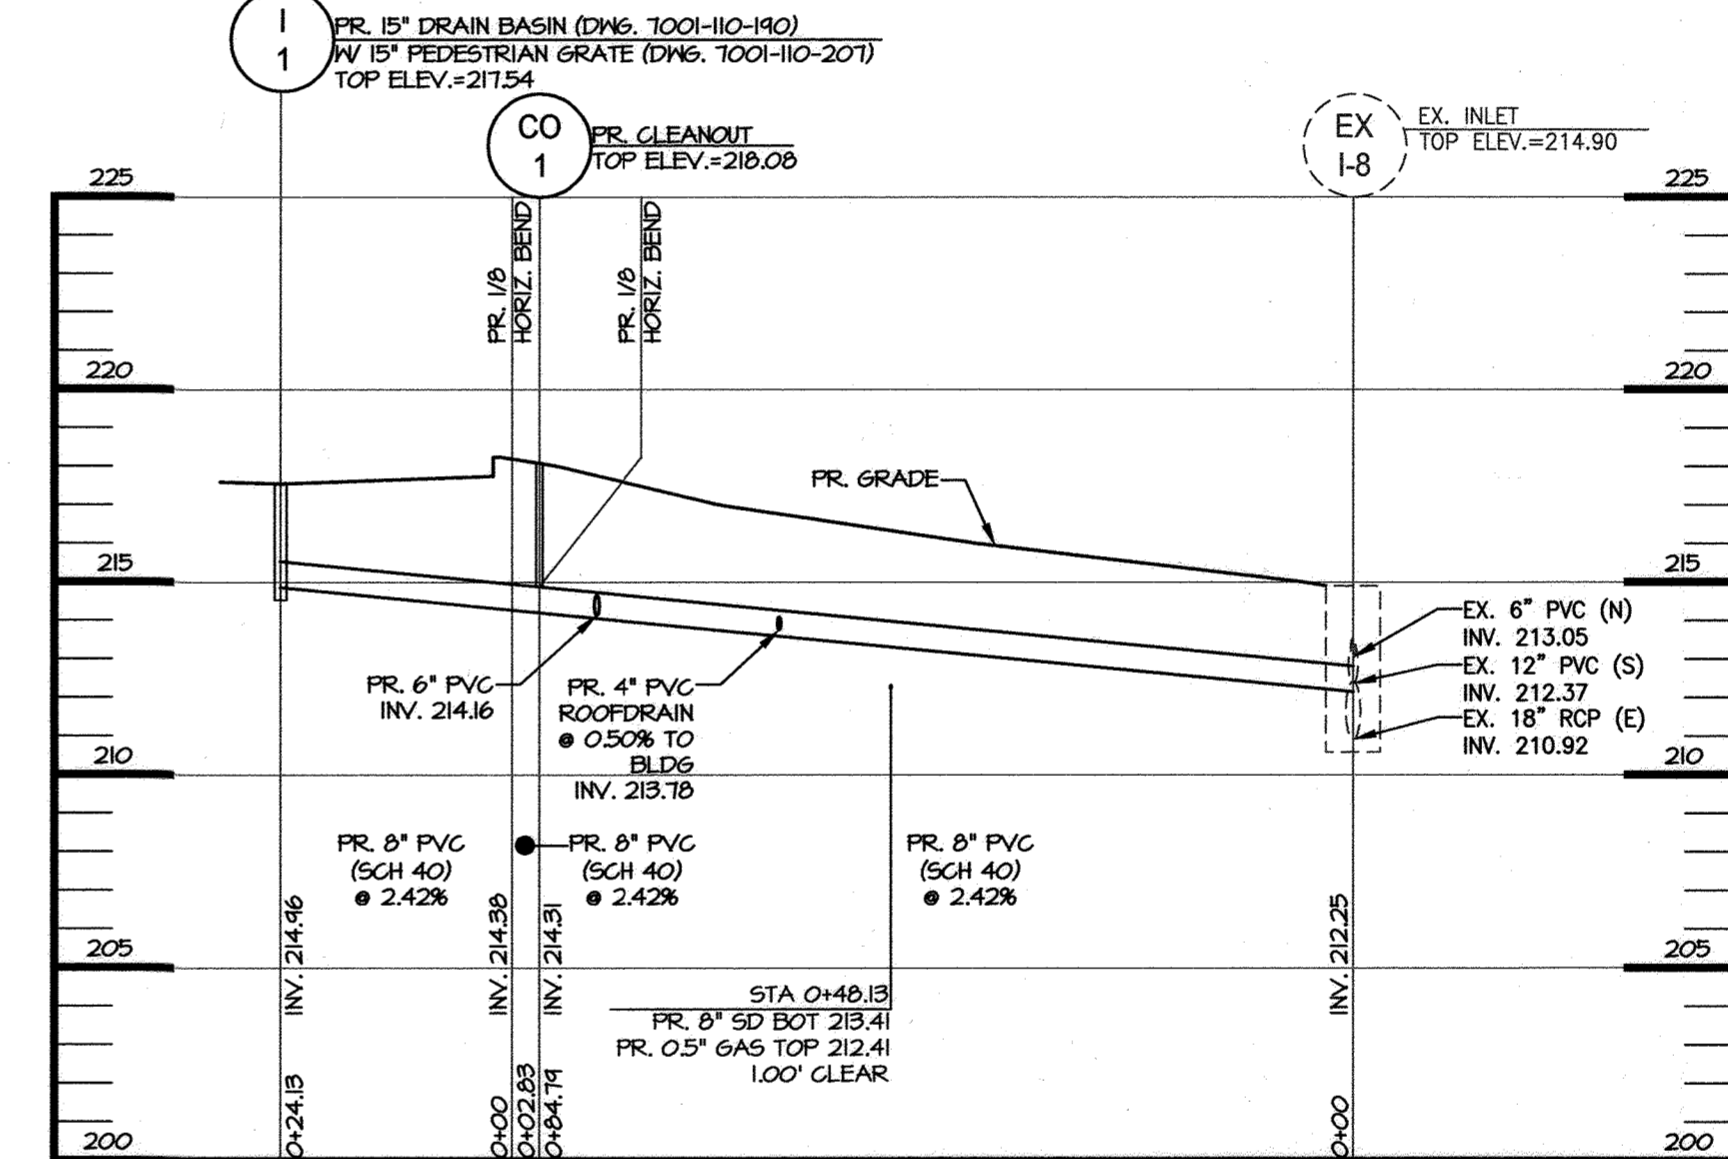 I
1
PR. 15" DRAIN BASIN (DWG. 7001-110-190)
W/ 15" PEDESTRIAN GRATE (DWG. 7001-110-207)
TOP ELEV.=217.54
CO
1
PR. CLEANOUT
TOP ELEV.=218.08
EX
I-8
EX. INLET
TOP ELEV.=214.90
225
225
PR. 1/8
HORIZ. BEND
PR. 1/8
HORIZ. BEND
220
220
PR. GRADE
215
215
EX. 6" PVC (N)
INV. 213.05
EX. 12" PVC (S)
INV. 212.37
EX. 18" RCP (E)
INV. 210.92
PR. 6" PVC
INV. 214.16
PR. 4" PVC
ROOFDRAIN
@ 0.50% TO
BLDG
INV. 213.78
210
210
PR. 8" PVC
(SCH 40)
@ 2.42%
PR. 8" PVC
(SCH 40)
@ 2.42%
PR. 8" PVC
(SCH 40)
@ 2.42%
INV. 214.96
INV. 214.38
INV. 214.31
INV. 212.25
205
205
STA 0+48.13
PR. 8" SD BOT 213.41
PR. 0.5" GAS TOP 212.41
1.00' CLEAR
0+24.13
0+00
0+02.83
0+84.79
0+00
200
200